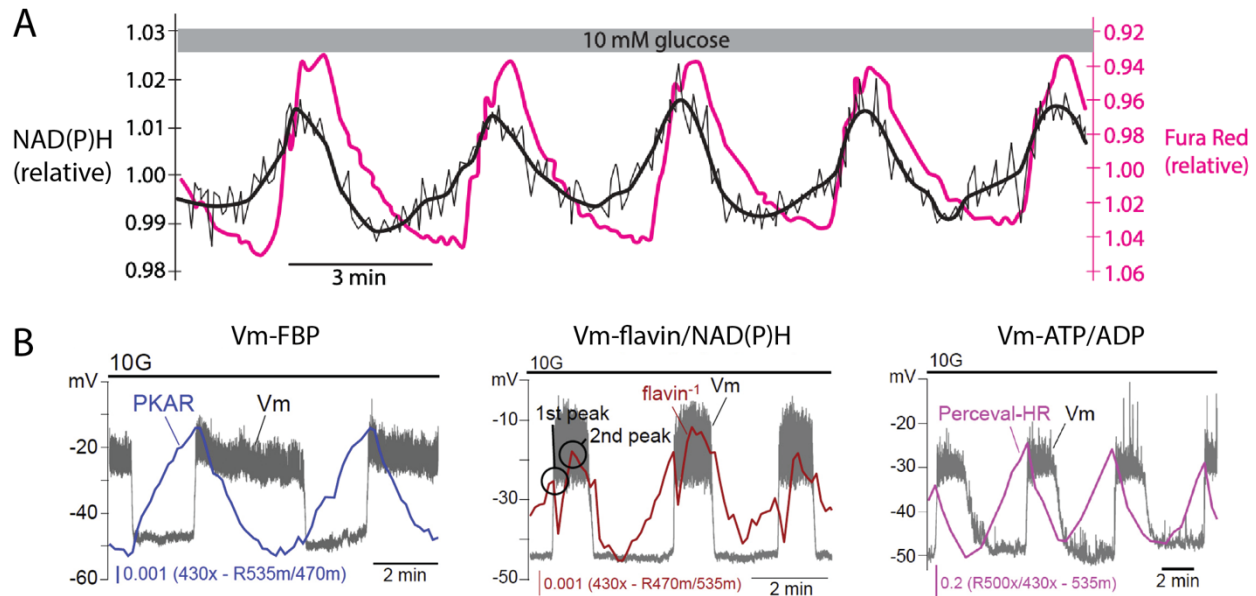 A
10 mM glucose
1.03
1.02
1.01
1.00
0.99
0.98
NAD(P)H
(relative)
0.92
0.94
0.96
0.98
1.00
1.02
1.04
1.06
Fura Red
(relative)
3 min
B
Vm-FBP
10G
mV
-20
-40
-60
PKAR
Vm
0.001 (430x - R535m/470m)
2 min
Vm-flavin/NAD(P)H
10G
mV
-10
-30
-50
1st peak
2nd peak
flavin⁻¹
Vm
0.001 (430x - R470m/535m)
2 min
Vm-ATP/ADP
10G
mV
-20
-30
-40
-50
Perceval-HR
Vm
0.2 (R500x/430x - 535m)
2 min